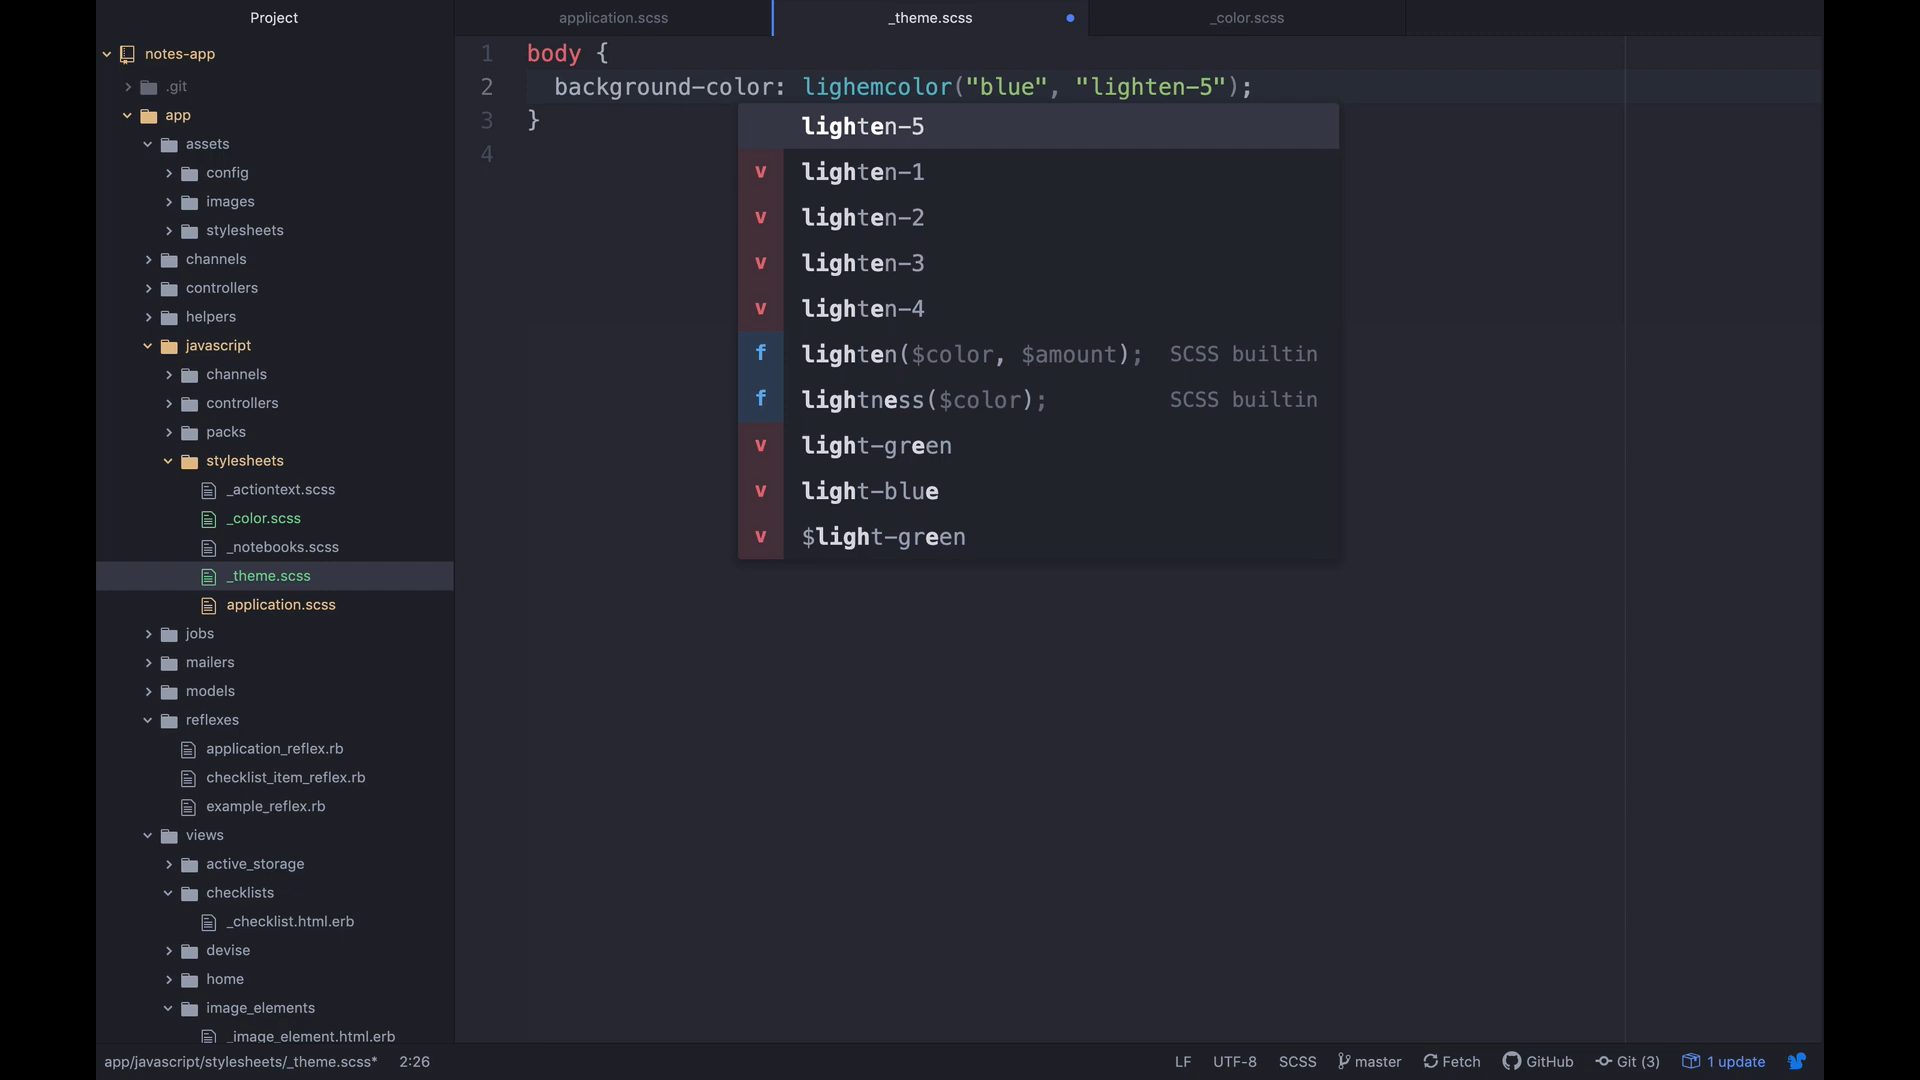 Project
application.scss
_theme.scss
_color.scss
notes-app
.git
app
assets
config
images
stylesheets
channels
controllers
helpers
javascript
channels
controllers
packs
stylesheets
_actiontext.scss
_color.scss
_notebooks.scss
_theme.scss
application.scss
jobs
mailers
models
reflexes
application_reflex.rb
checklist_item_reflex.rb
example_reflex.rb
views
active_storage
checklists
_checklist.html.erb
devise
home
image_elements
_image_element.html.erb
1 body {
2 background-color: lighemcolor("blue", "lighten-5");
3 }
4
lighten-5
v lighten-1
v lighten-2
v lighten-3
v lighten-4
f lighten($color, $amount); SCSS builtin
f lightness($color); SCSS builtin
v light-green
v light-blue
v $light-green
app/javascript/stylesheets/_theme.scss* 2:26 LF UTF-8 SCSS master Fetch GitHub Git (3) 1 update